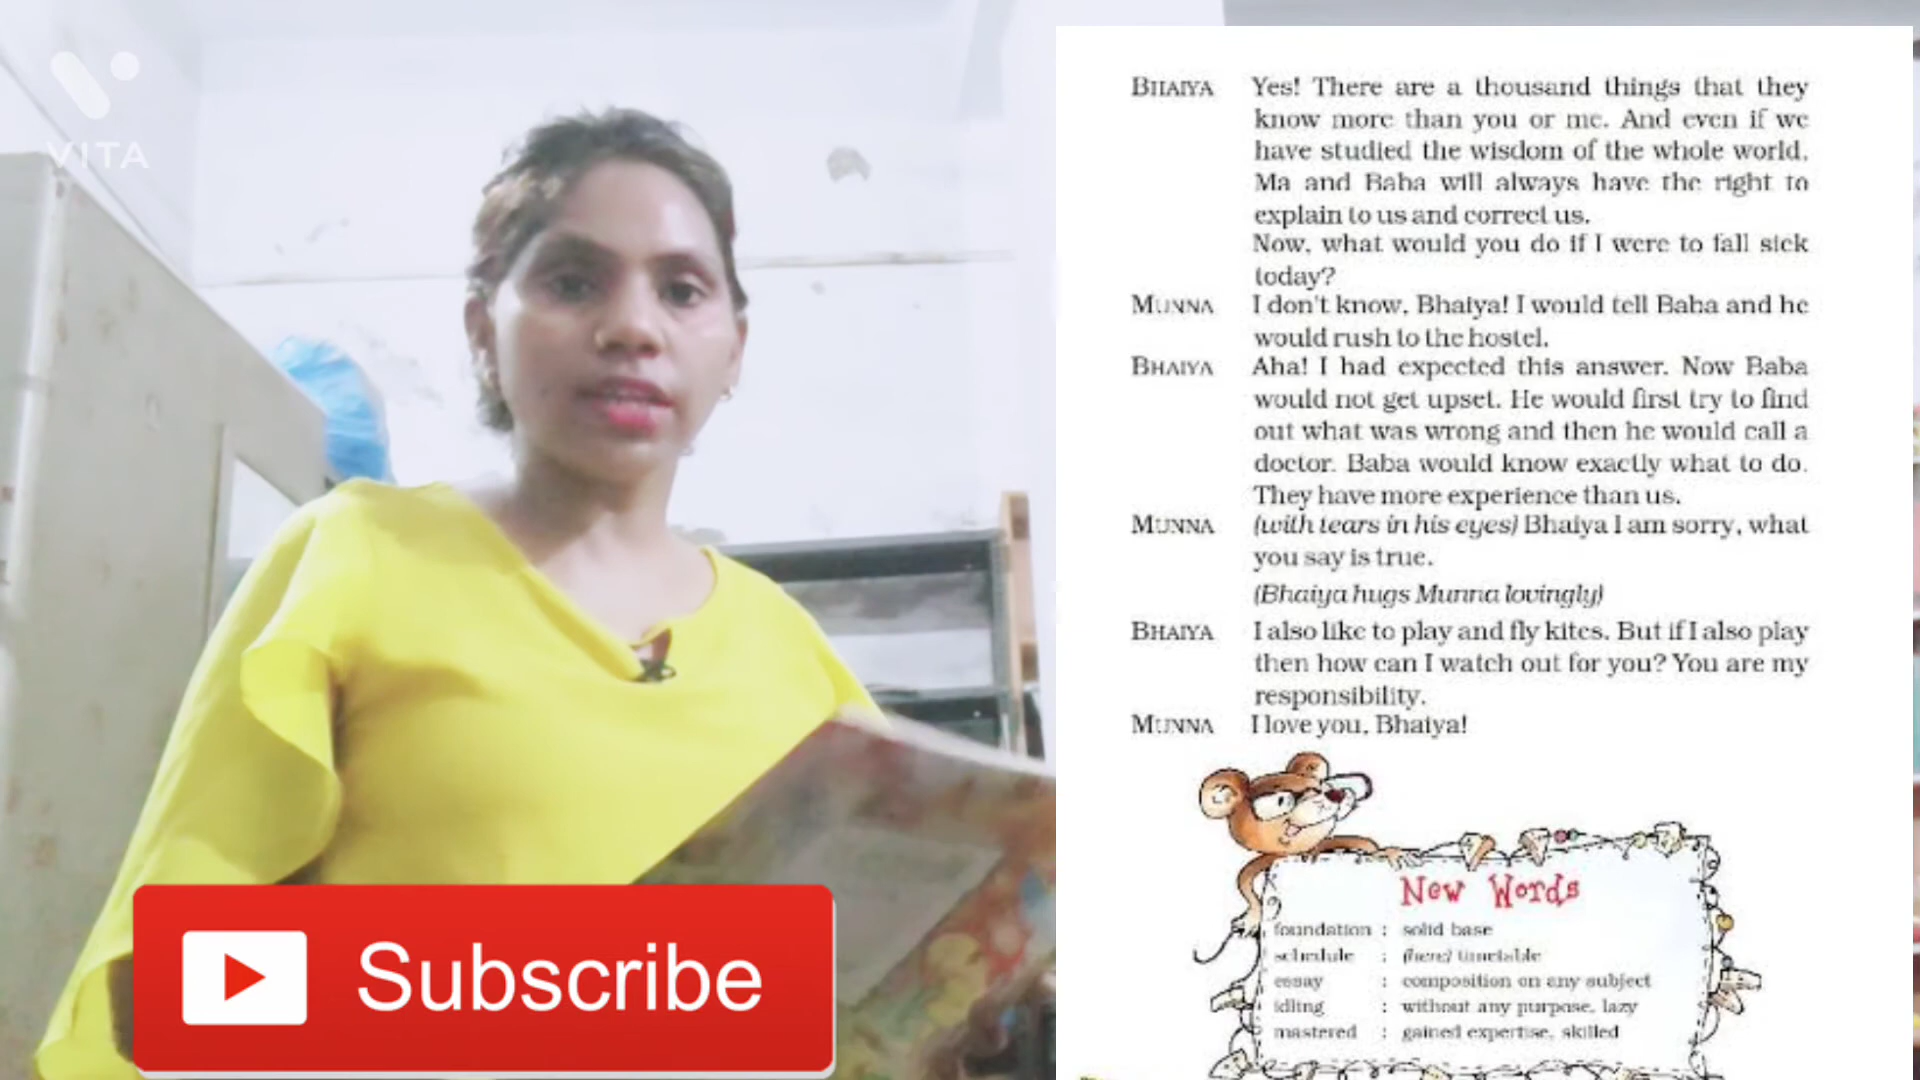 VITA
BHAIYA Yes! There are a thousand things that they
know more than you or me. And even if we
have studied the wisdom of the whole world,
Ma and Baba will always have the right to
explain to us and correct us.
Now, what would you do if I were to fall sick
today?
MUNNA I don't know, Bhaiya! I would tell Baba and he
would rush to the hostel.
BHAIYA Aha! I had expected this answer. Now Baba
would not get upset. He would first try to find
out what was wrong and then he would call a
doctor. Baba would know exactly what to do.
They have more experience than us.
MUNNA (with tears in his eyes) Bhaiya I am sorry, what
you say is true.
(Bhaiya hugs Munna lovingly)
BHAIYA I also like to play and fly kites. But if I also play
then how can I watch out for you? You are my
responsibility.
MUNNA I love you, Bhaiya!
New Words
foundation : solid base
schedule : (here) timetable
essay : composition on any subject
idling : without any purpose, lazy
mastered : gained expertise, skilled
Subscribe